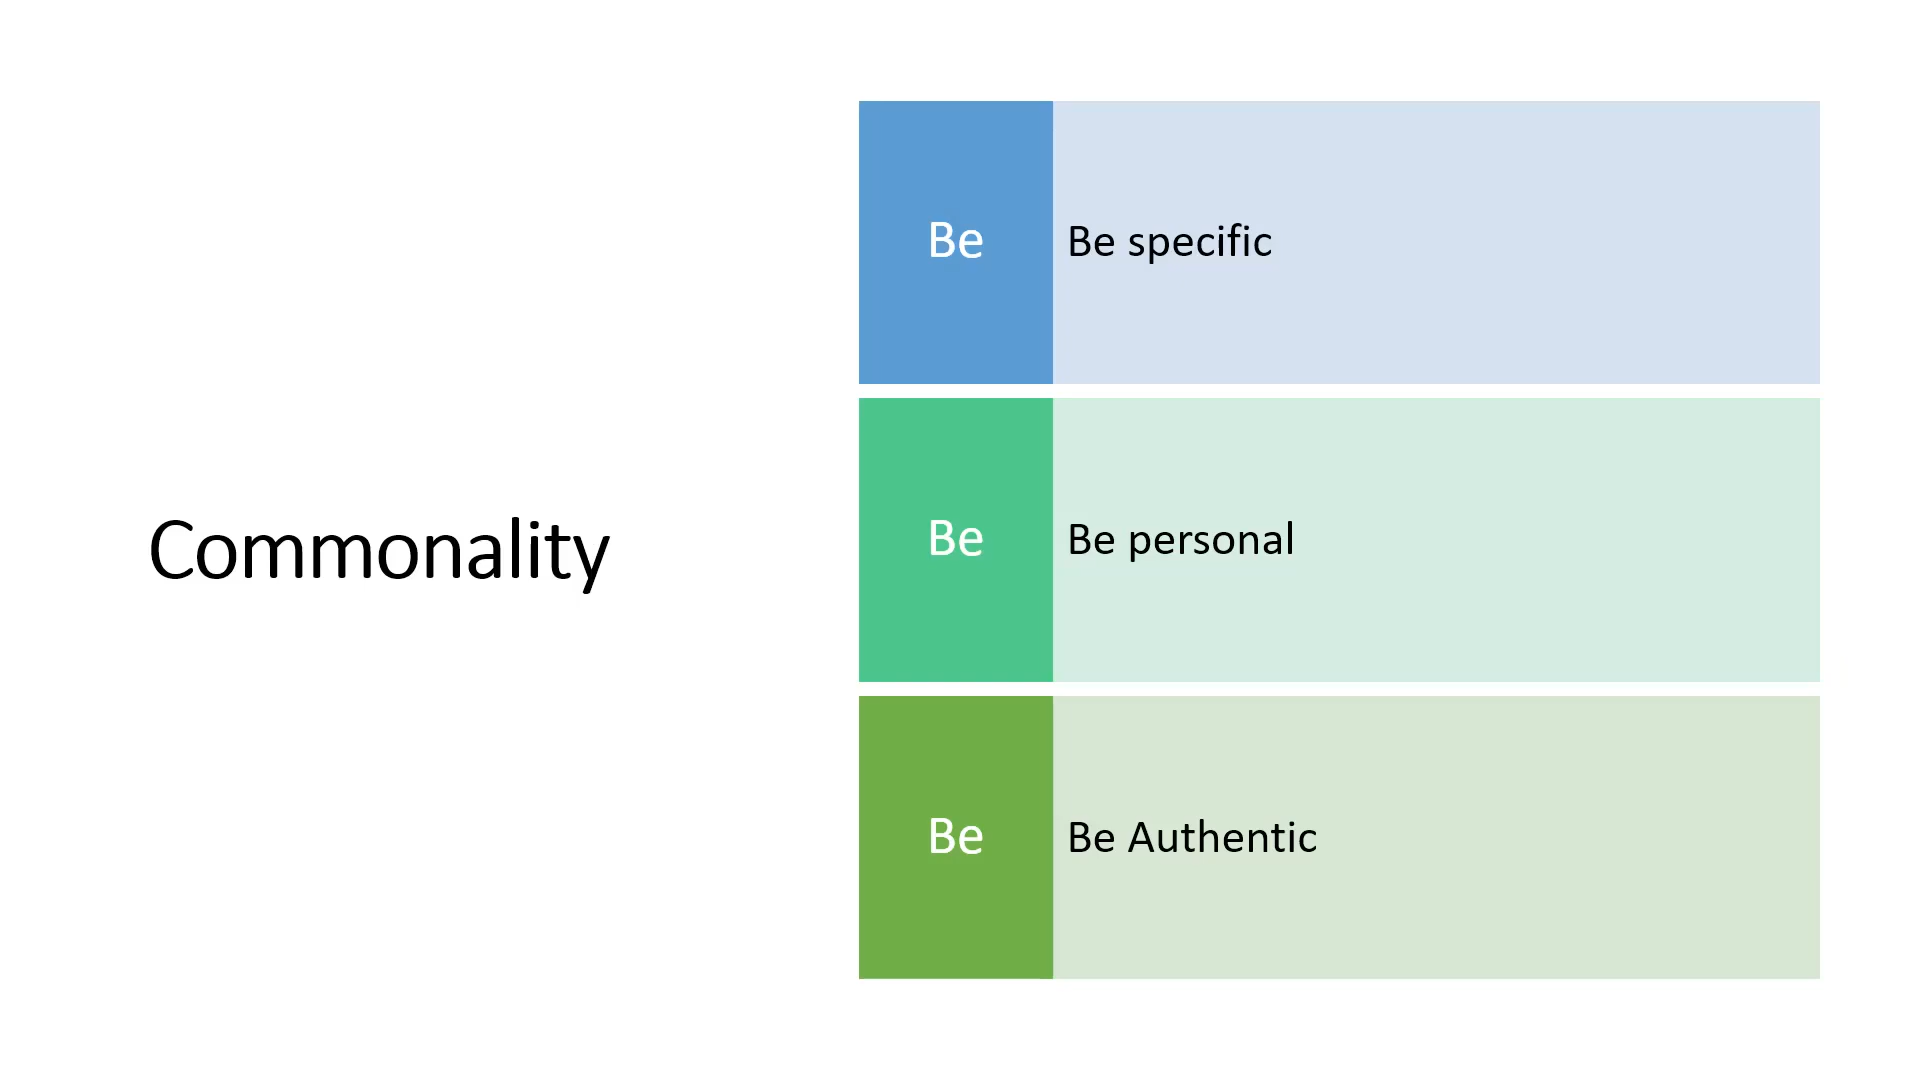 Commonality
Be
Be specific
Be
Be personal
Be
Be Authentic